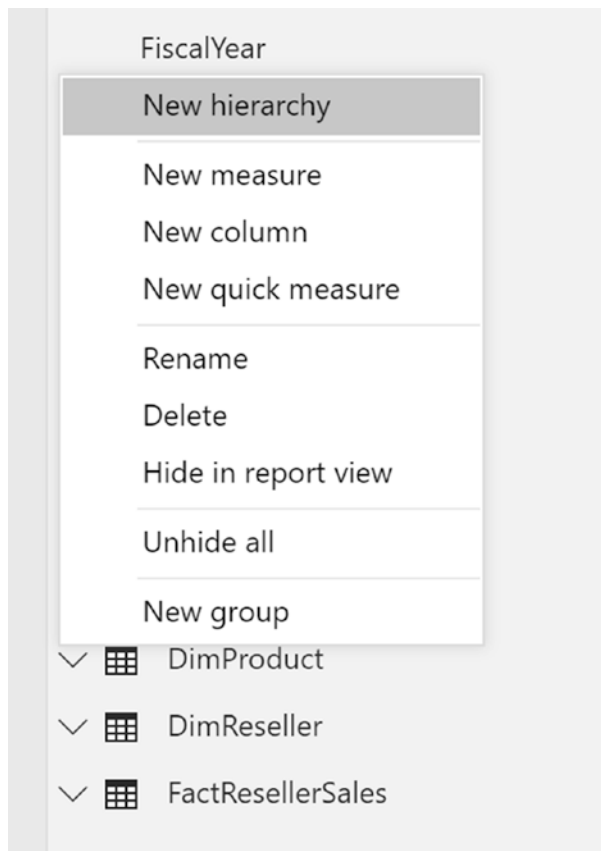 FiscalYear
New hierarchy
New measure
New column
New quick measure
Rename
Delete
Hide in report view
Unhide all
New group
DimProduct
DimReseller
FactResellerSales